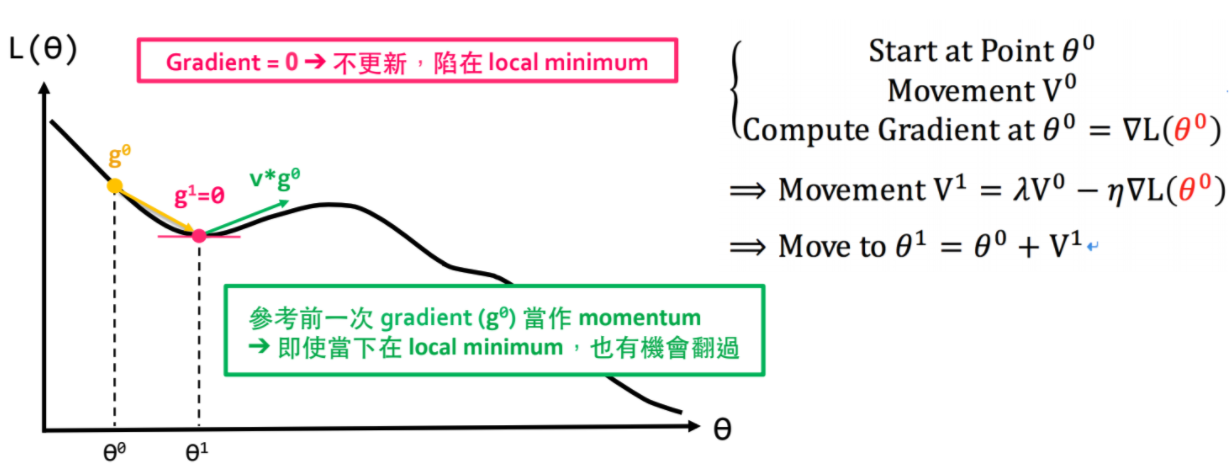 L(θ)
Gradient = 0 ➔ 不更新，陷在 local minimum
g⁰
g¹=0
v*g⁰
參考前一次 gradient (g⁰) 當作 momentum
➔ 即使當下在 local minimum，也有機會翻過
θ
θ⁰
θ¹
Start at Point θ⁰
Movement V⁰
Compute Gradient at θ⁰ = ∇L(θ⁰)
⟹ Movement V¹ = λV⁰ − η∇L(θ⁰)
⟹ Move to θ¹ = θ⁰ + V¹↵